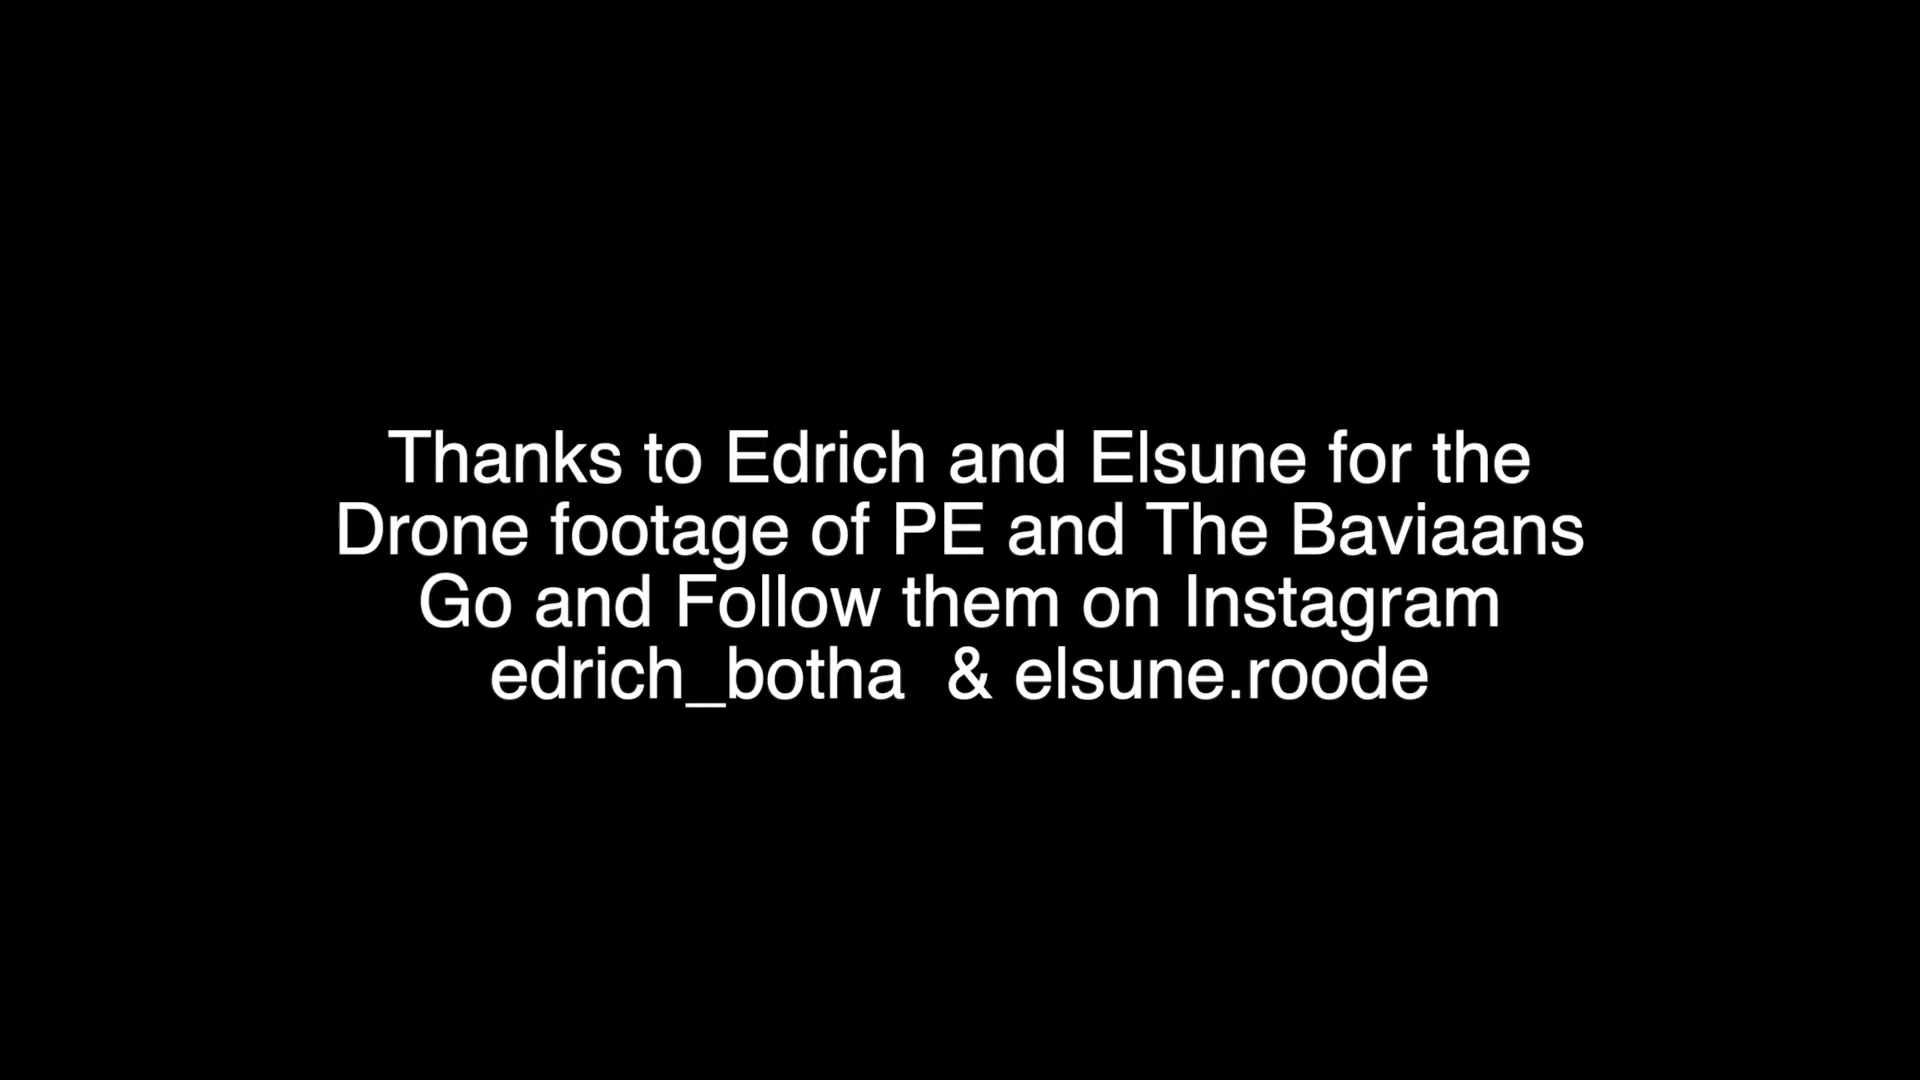 Thanks to Edrich and Elsune for the
Drone footage of PE and The Baviaans
Go and Follow them on Instagram
edrich_botha  & elsune.roode